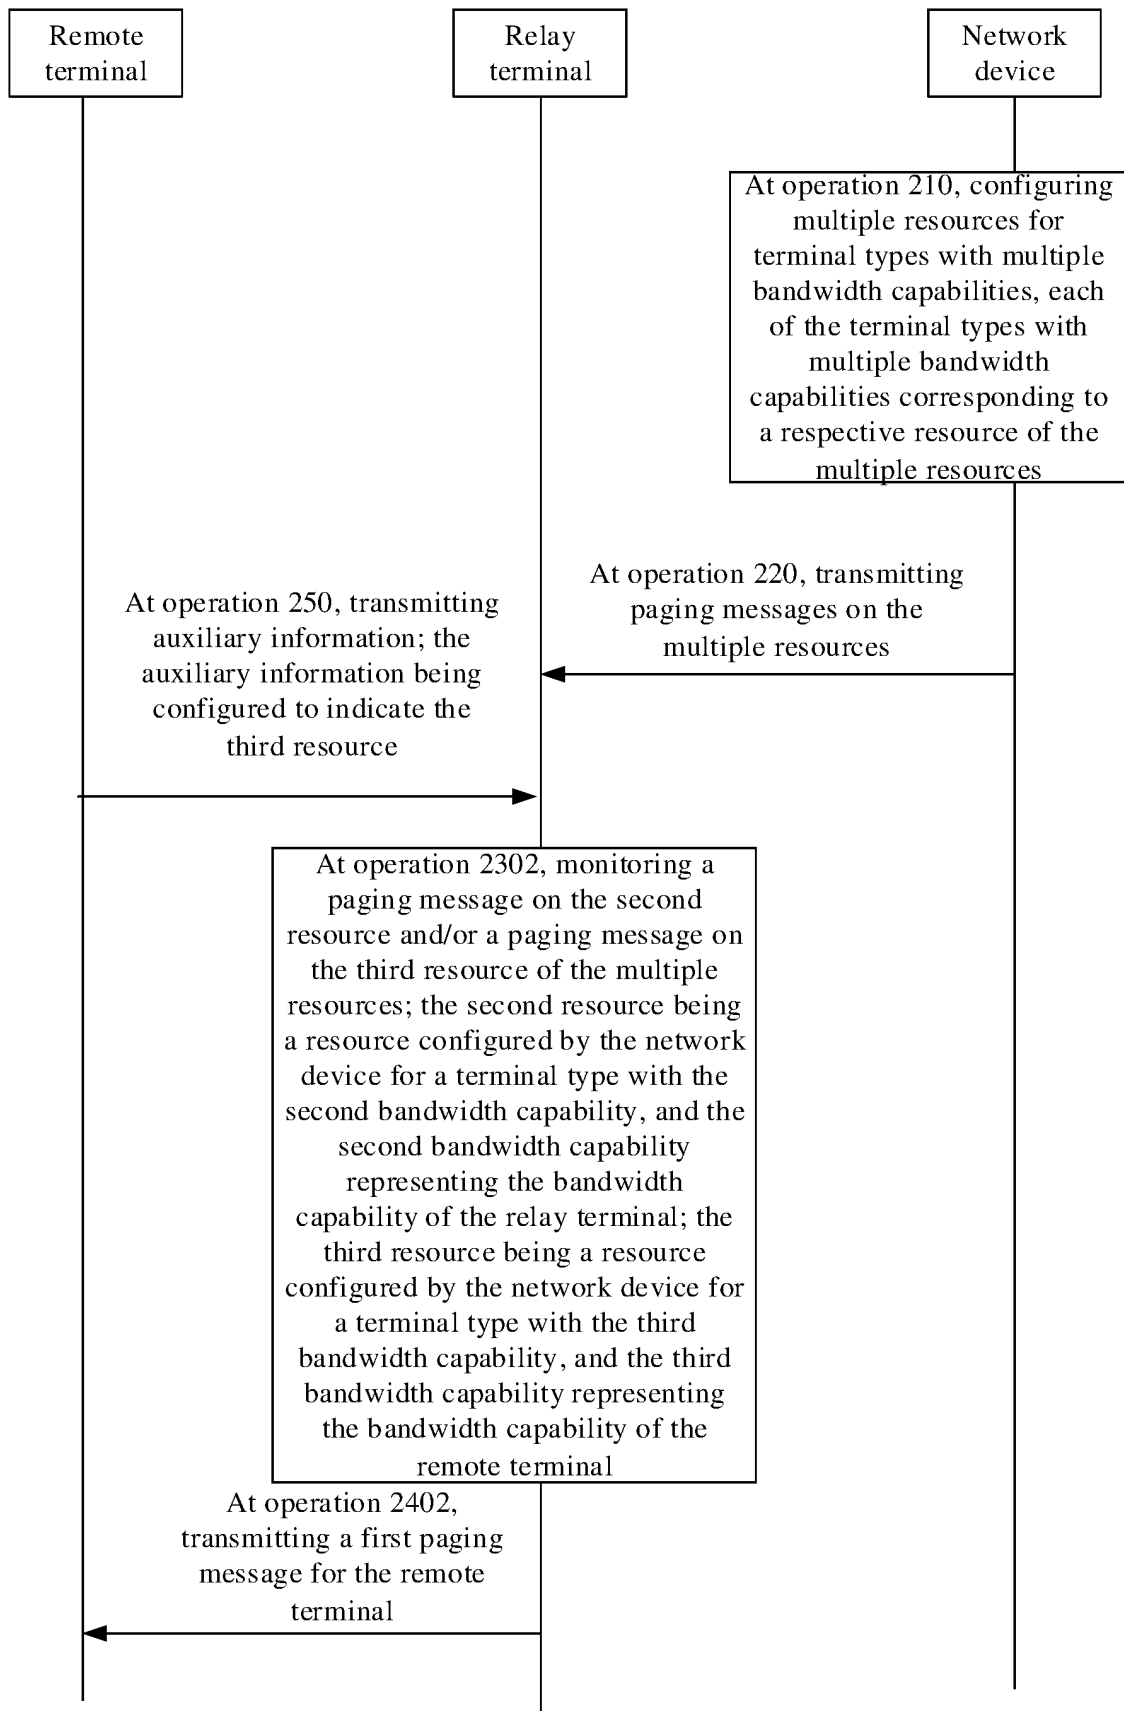 Remote
terminal
Relay
terminal
Network
device
At operation 210, configuring
multiple resources for
terminal types with multiple
bandwidth capabilities, each
of the terminal types with
multiple bandwidth
capabilities corresponding to
a respective resource of the
multiple resources
At operation 220, transmitting
paging messages on the
multiple resources
At operation 250, transmitting
auxiliary information; the
auxiliary information being
configured to indicate the
third resource
At operation 2302, monitoring a
paging message on the second
resource and/or a paging message on
the third resource of the multiple
resources; the second resource being
a resource configured by the network
device for a terminal type with the
second bandwidth capability, and the
second bandwidth capability
representing the bandwidth
capability of the relay terminal; the
third resource being a resource
configured by the network device for
a terminal type with the third
bandwidth capability, and the third
bandwidth capability representing
the bandwidth capability of the
remote terminal
At operation 2402,
transmitting a first paging
message for the remote
terminal